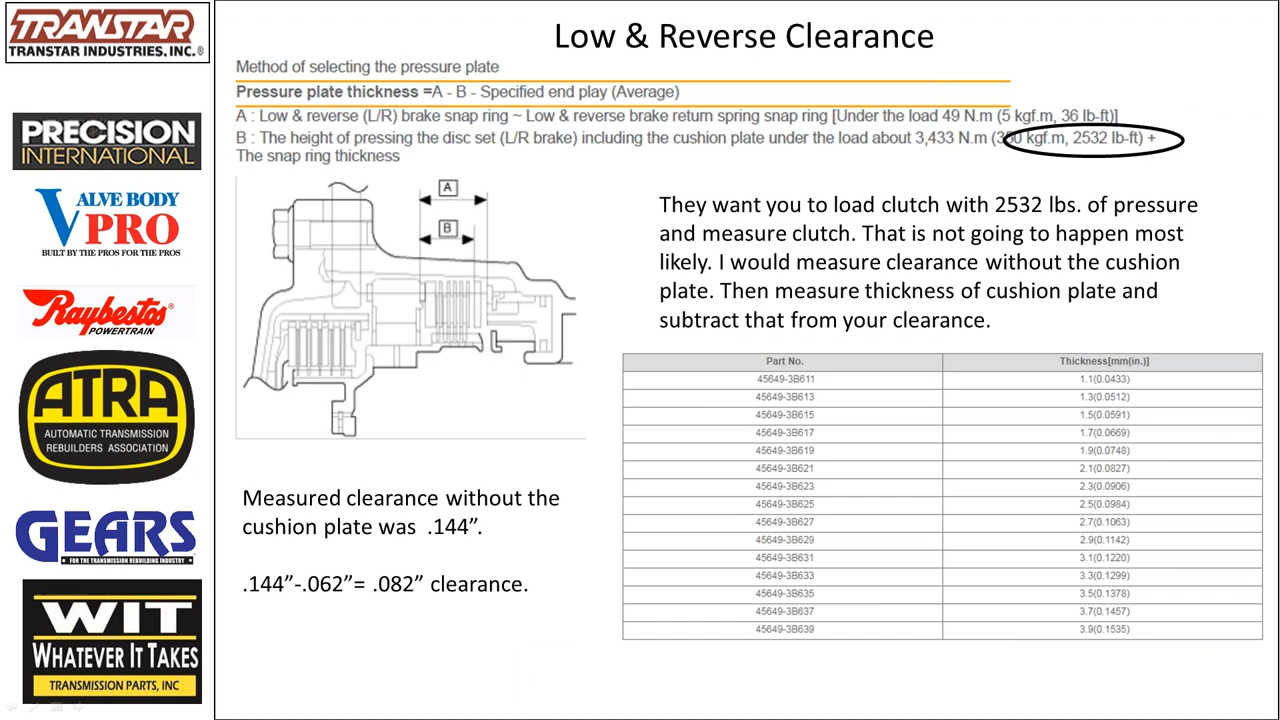 TRANSTAR
TRANSTAR INDUSTRIES, INC.®
PRECISION
INTERNATIONAL
VALVE BODY
PRO
BUILT BY THE PROS FOR THE PROS
Raybestos®
POWERTRAIN
ATRA
AUTOMATIC TRANSMISSION
REBUILDERS ASSOCIATION
GEARS
FOR THE TRANSMISSION REBUILDING INDUSTRY
WIT
WHATEVER IT TAKES
TRANSMISSION PARTS, INC
Low & Reverse Clearance
Method of selecting the pressure plate
Pressure plate thickness =A - B - Specified end play (Average)
A : Low & reverse (L/R) brake snap ring ~ Low & reverse brake return spring snap ring [Under the load 49 N.m (5 kgf.m, 36 lb-ft)]
B : The height of pressing the disc set (L/R brake) including the cushion plate under the load about 3,433 N.m (350 kgf.m, 2532 lb-ft) +
The snap ring thickness
A
B
They want you to load clutch with 2532 lbs. of pressure
and measure clutch. That is not going to happen most
likely. I would measure clearance without the cushion
plate. Then measure thickness of cushion plate and
subtract that from your clearance.
Part No. Thickness[mm(in.)]
45649-3B611 1.1(0.0433)
45649-3B613 1.3(0.0512)
45649-3B615 1.5(0.0591)
45649-3B617 1.7(0.0669)
45649-3B619 1.9(0.0748)
45649-3B621 2.1(0.0827)
45649-3B623 2.3(0.0906)
45649-3B625 2.5(0.0984)
45649-3B627 2.7(0.1063)
45649-3B629 2.9(0.1142)
45649-3B631 3.1(0.1220)
45649-3B633 3.3(0.1299)
45649-3B635 3.5(0.1378)
45649-3B637 3.7(0.1457)
45649-3B639 3.9(0.1535)
Measured clearance without the
cushion plate was .144”.
.144”-.062”= .082” clearance.